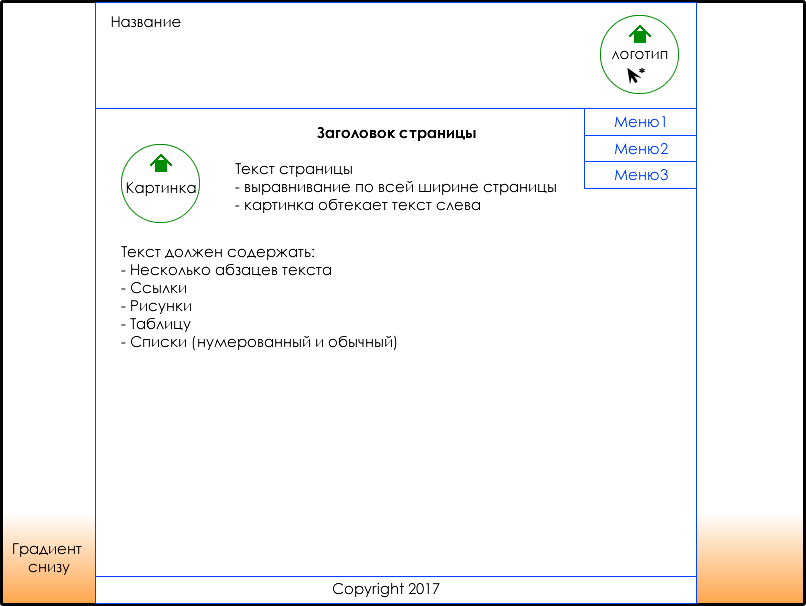 Название
логотип
*
Меню1
Меню2
Меню3
Заголовок страницы
Картинка
Текст страницы
- выравнивание по всей ширине страницы
- картинка обтекает текст слева
Текст должен содержать:
- Несколько абзацев текста
- Ссылки
- Рисунки
- Таблицу
- Списки (нумерованный и обычный)
Градиент
снизу
Copyright 2017